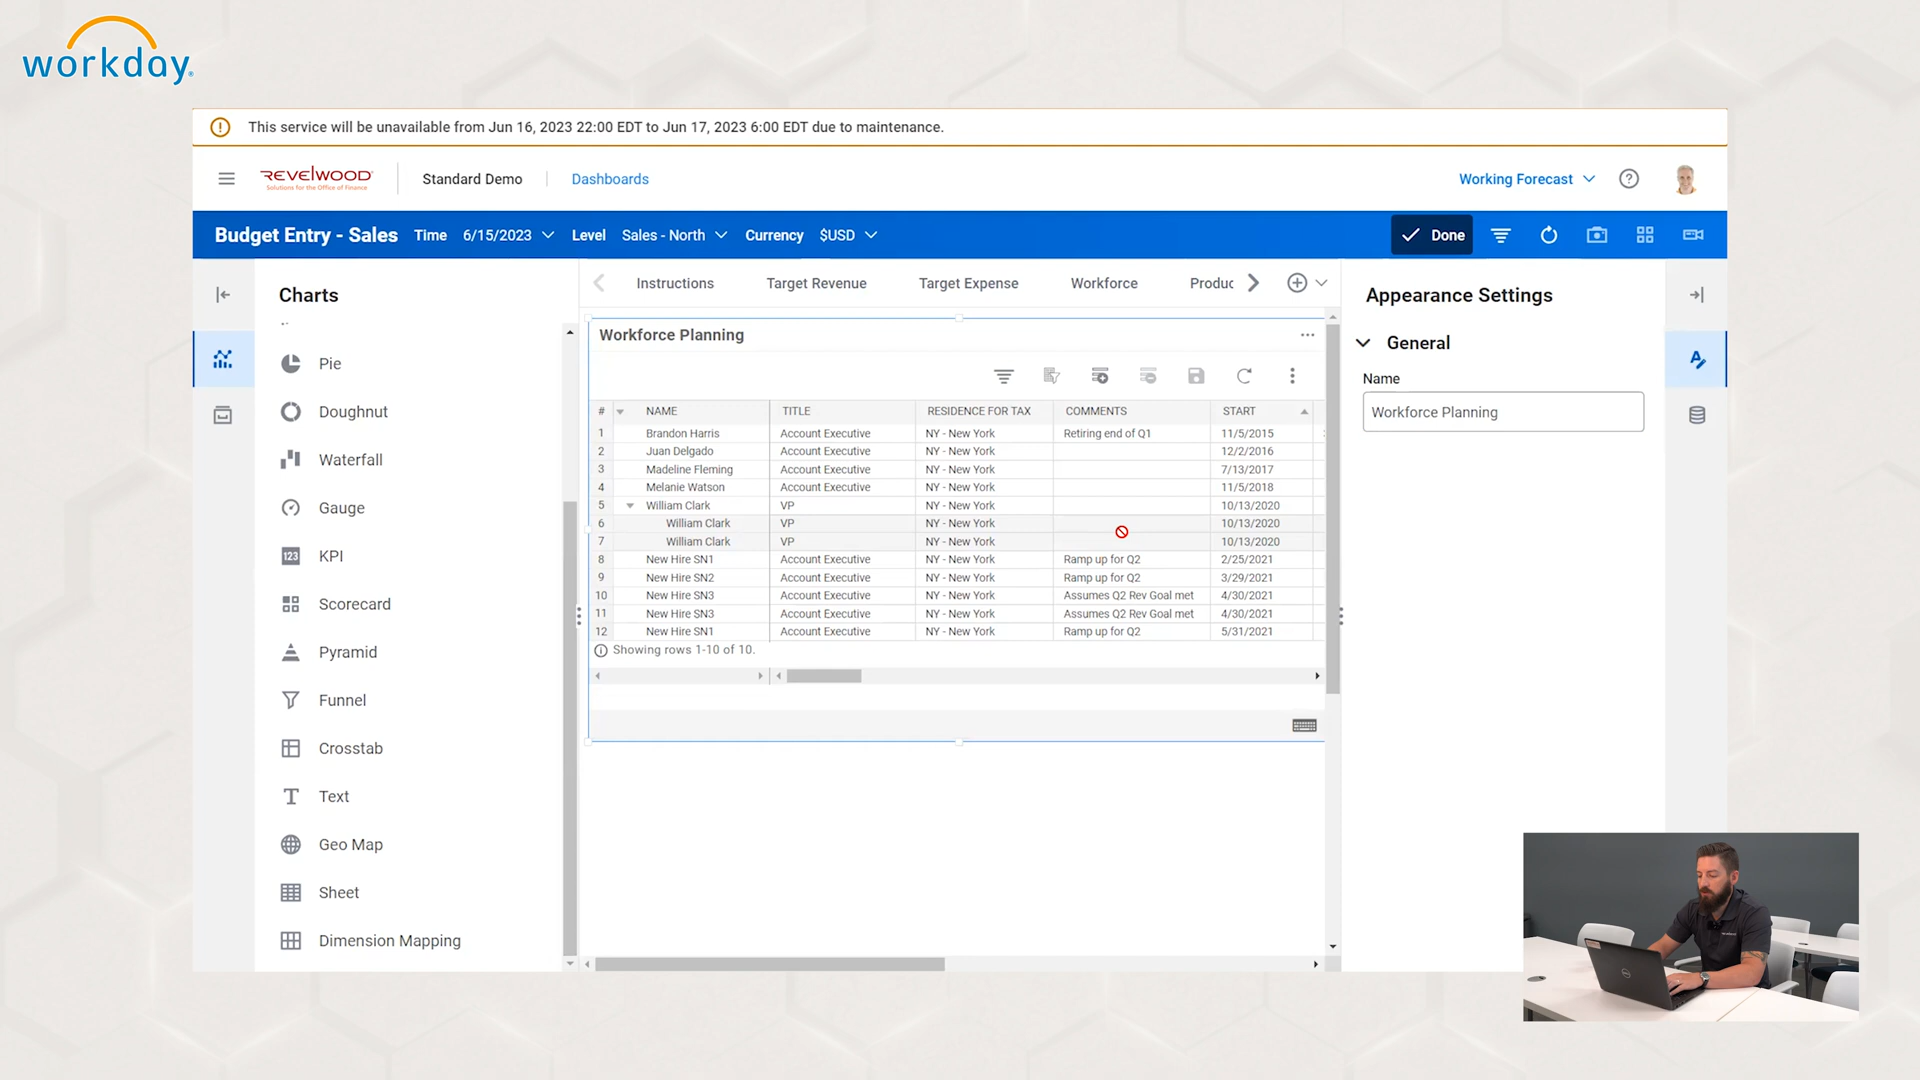 workday
This service will be unavailable from Jun 16, 2023 22:00 EDT to Jun 17, 2023 6:00 EDT due to maintenance.
REVELWOOD
Solutions for the Office of Finance
Standard Demo
Dashboards
Working Forecast
Budget Entry - Sales
Time
6/15/2023
Level
Sales - North
Currency
$USD
Done
Charts
Pie
Doughnut
Waterfall
Gauge
123
KPI
Scorecard
Pyramid
Funnel
Crosstab
Text
Geo Map
Sheet
Dimension Mapping
Instructions
Target Revenue
Target Expense
Workforce
Produc
Workforce Planning
# NAME TITLE RESIDENCE FOR TAX COMMENTS START
1 Brandon Harris Account Executive NY - New York Retiring end of Q1 11/5/2015
2 Juan Delgado Account Executive NY - New York 12/2/2016
3 Madeline Fleming Account Executive NY - New York 7/13/2017
4 Melanie Watson Account Executive NY - New York 11/5/2018
5 William Clark VP NY - New York 10/13/2020
6 William Clark VP NY - New York 10/13/2020
7 William Clark VP NY - New York 10/13/2020
8 New Hire SN1 Account Executive NY - New York Ramp up for Q2 2/25/2021
9 New Hire SN2 Account Executive NY - New York Ramp up for Q2 3/29/2021
10 New Hire SN3 Account Executive NY - New York Assumes Q2 Rev Goal met 4/30/2021
11 New Hire SN3 Account Executive NY - New York Assumes Q2 Rev Goal met 4/30/2021
12 New Hire SN1 Account Executive NY - New York Ramp up for Q2 5/31/2021
Showing rows 1-10 of 10.
Appearance Settings
General
Name
Workforce Planning